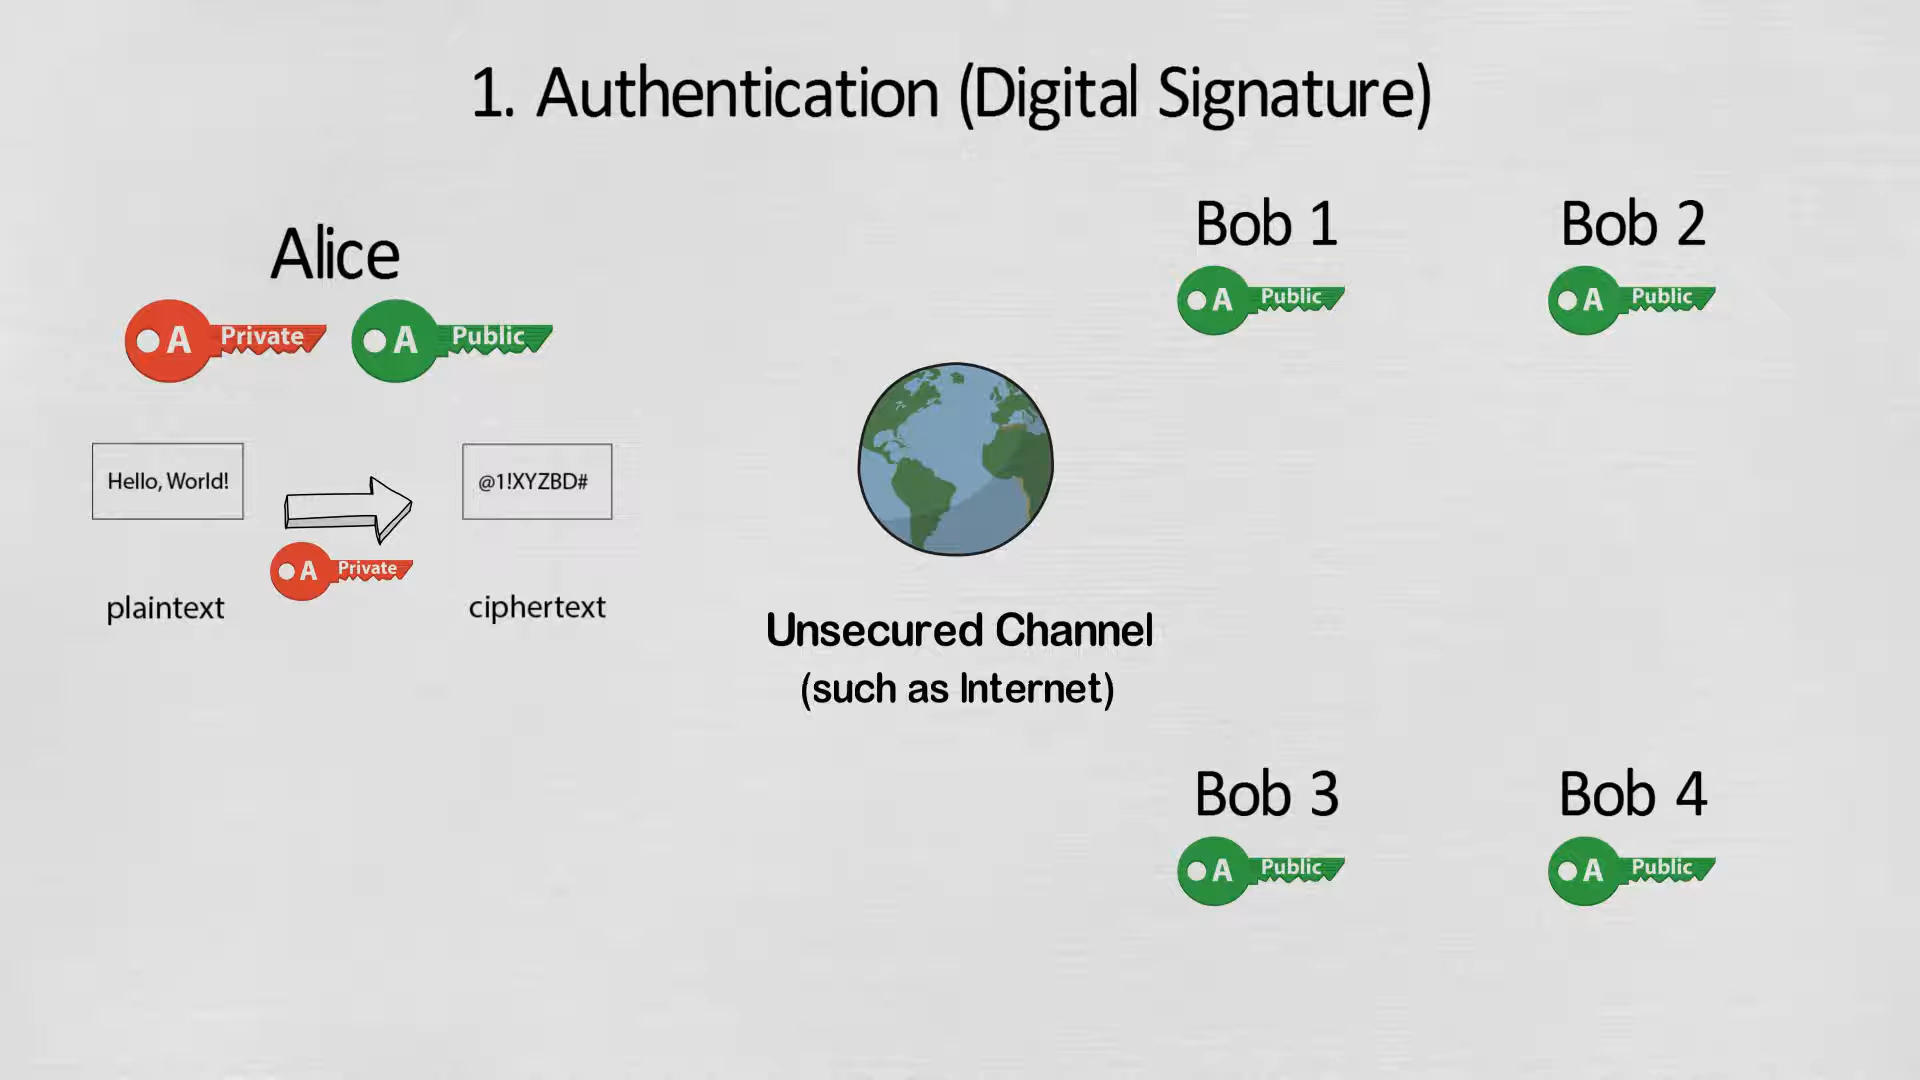 1. Authentication (Digital Signature)
Alice
A Private
A Public
Hello, World!
@1!XYZBD#
A Private
plaintext
ciphertext
Unsecured Channel
(such as Internet)
Bob 1
A Public
Bob 2
A Public
Bob 3
A Public
Bob 4
A Public